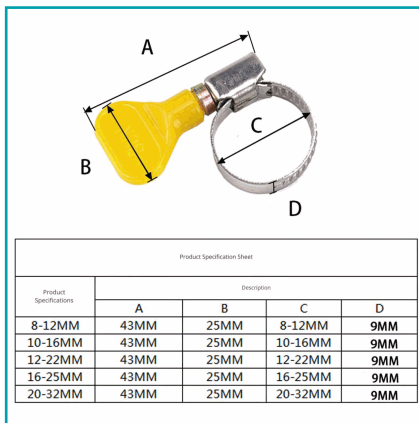 A
B
C
D
Product Specification Sheet
Product Specifications
Description
A B C D
8-12MM 43MM 25MM 8-12MM 9MM
10-16MM 43MM 25MM 10-16MM 9MM
12-22MM 43MM 25MM 12-22MM 9MM
16-25MM 43MM 25MM 16-25MM 9MM
20-32MM 43MM 25MM 20-32MM 9MM